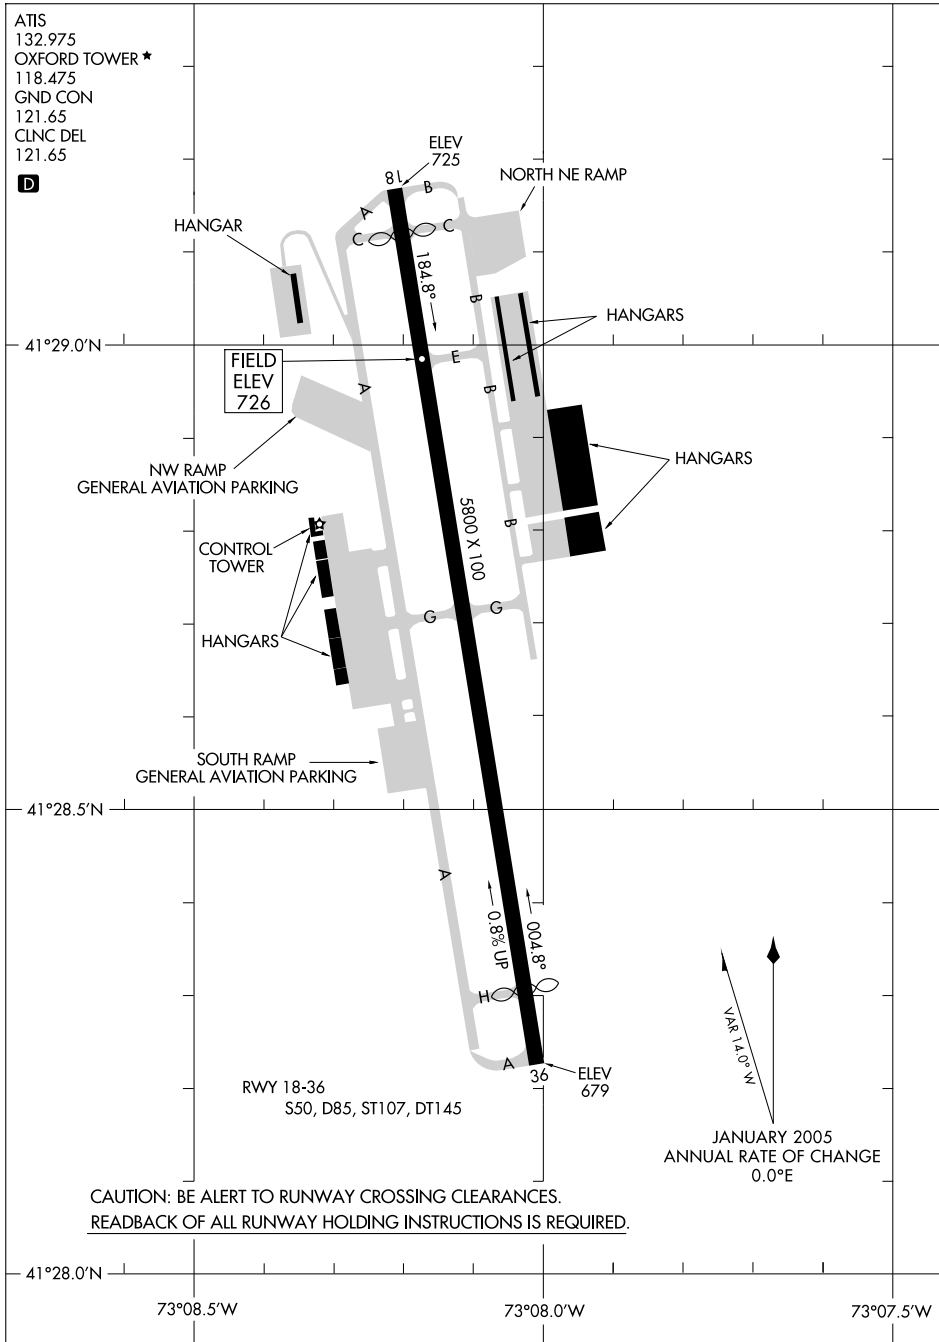 ATIS
132.975
OXFORD TOWER ★
118.475
GND CON
121.65
CLNC DEL
121.65
D
ELEV
725
18
B
NORTH NE RAMP
A
HANGAR
C
C
184.8°
B
HANGARS
41°29.0'N
FIELD
ELEV
726
E
A
B
NW RAMP
GENERAL AVIATION PARKING
HANGARS
5800 X 100
B
CONTROL
TOWER
G
G
HANGARS
SOUTH RAMP
GENERAL AVIATION PARKING
41°28.5'N
A
0.8% UP
004.8°
H
VAR 14.0° W
A
36
ELEV
679
RWY 18-36
S50, D85, ST107, DT145
JANUARY 2005
ANNUAL RATE OF CHANGE
0.0°E
CAUTION: BE ALERT TO RUNWAY CROSSING CLEARANCES.
READBACK OF ALL RUNWAY HOLDING INSTRUCTIONS IS REQUIRED.
41°28.0'N
73°08.5'W
73°08.0'W
73°07.5'W